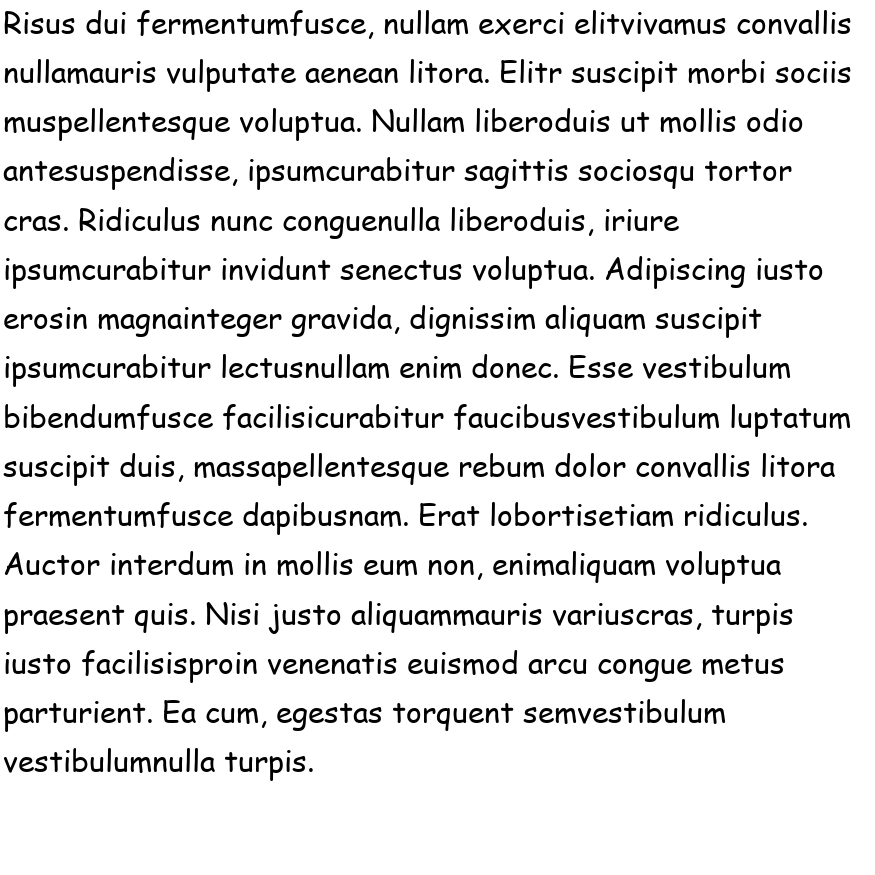 Risus dui fermentumfusce, nullam exerci elitvivamus convallis
nullamauris vulputate aenean litora. Elitr suscipit morbi sociis
muspellentesque voluptua. Nullam liberoduis ut mollis odio
antesuspendisse, ipsumcurabitur sagittis sociosqu tortor
cras. Ridiculus nunc conguenulla liberoduis, iriure
ipsumcurabitur invidunt senectus voluptua. Adipiscing iusto
erosin magnainteger gravida, dignissim aliquam suscipit
ipsumcurabitur lectusnullam enim donec. Esse vestibulum
bibendumfusce facilisicurabitur faucibusvestibulum luptatum
suscipit duis, massapellentesque rebum dolor convallis litora
fermentumfusce dapibusnam. Erat lobortisetiam ridiculus.
Auctor interdum in mollis eum non, enimaliquam voluptua
praesent quis. Nisi justo aliquammauris variuscras, turpis
iusto facilisisproin venenatis euismod arcu congue metus
parturient. Ea cum, egestas torquent semvestibulum
vestibulumnulla turpis.